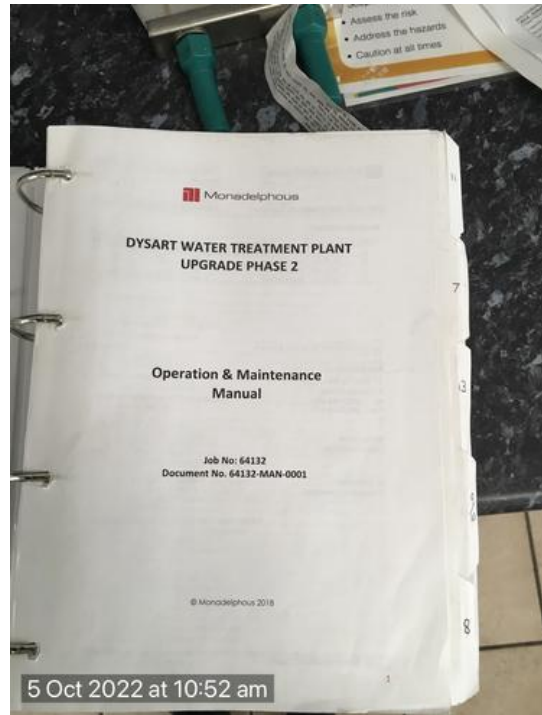 • Assess the risk
• Address the hazards
• Caution at all times
Monadelphous
DYSART WATER TREATMENT PLANT
UPGRADE PHASE 2
Operation & Maintenance
Manual
Job No: 64132
Document No. 64132-MAN-0001
© Monadelphous 2018
1
7
8
5 Oct 2022 at 10:52 am